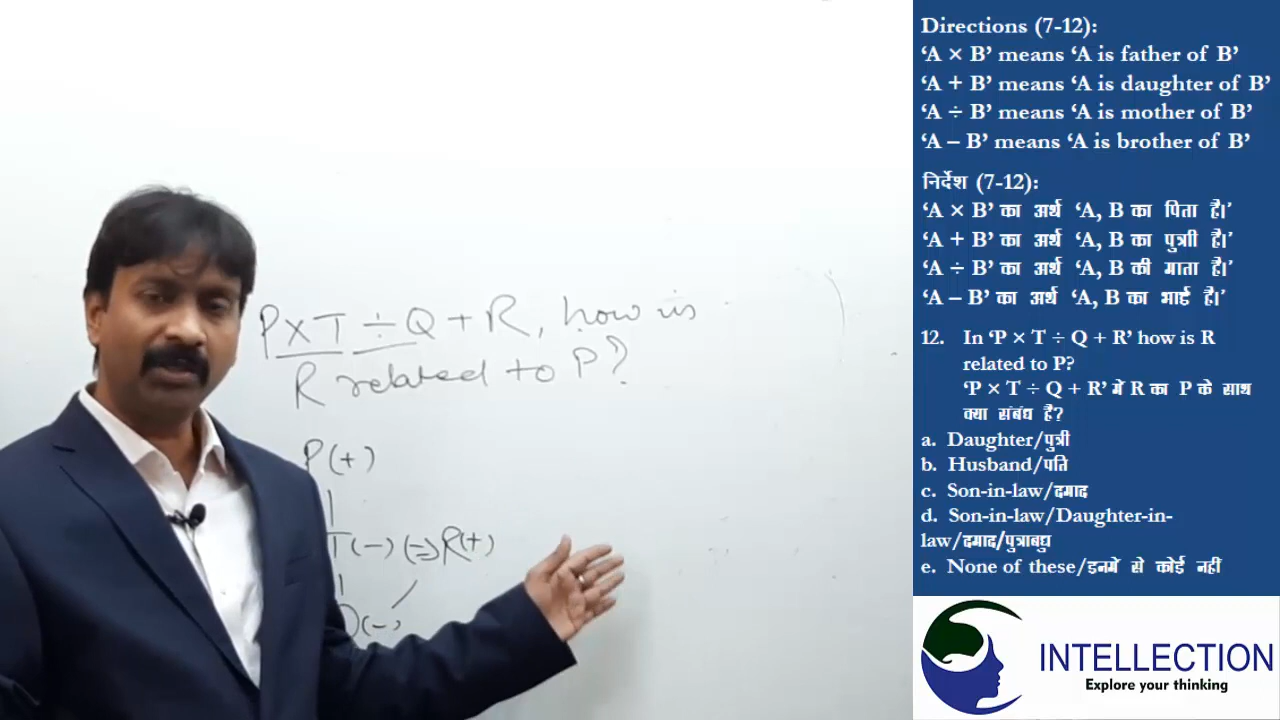 P × T ÷ Q + R, how is
R related to P?
P(+)
T(–) (=) R(+)
Q(–)
Directions (7-12):
‘A × B’ means ‘A is father of B’
‘A + B’ means ‘A is daughter of B’
‘A ÷ B’ means ‘A is mother of B’
‘A – B’ means ‘A is brother of B’
निर्देश (7-12):
‘A × B’ का अर्थ ‘A, B का पिता है।’
‘A + B’ का अर्थ ‘A, B का पुत्री है।’
‘A ÷ B’ का अर्थ ‘A, B की माता है।’
‘A – B’ का अर्थ ‘A, B का भाई है।’
12. In ‘P × T ÷ Q + R’ how is R
related to P?
‘P × T ÷ Q + R’ में R का P के साथ
क्या संबंध है?
a. Daughter/पुत्री
b. Husband/पति
c. Son-in-law/दमाद
d. Son-in-law/Daughter-in-
law/दमाद/पुत्राबधु
e. None of these/इनमें से कोई नहीं
INTELLECTION
Explore your thinking